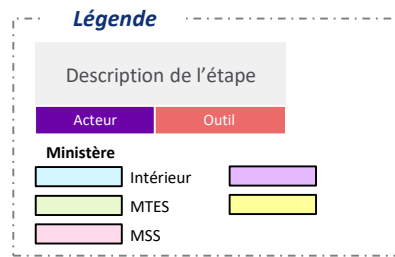 Légende
Description de l'étape
Acteur Outil
Ministère
Intérieur
MTES
MSS